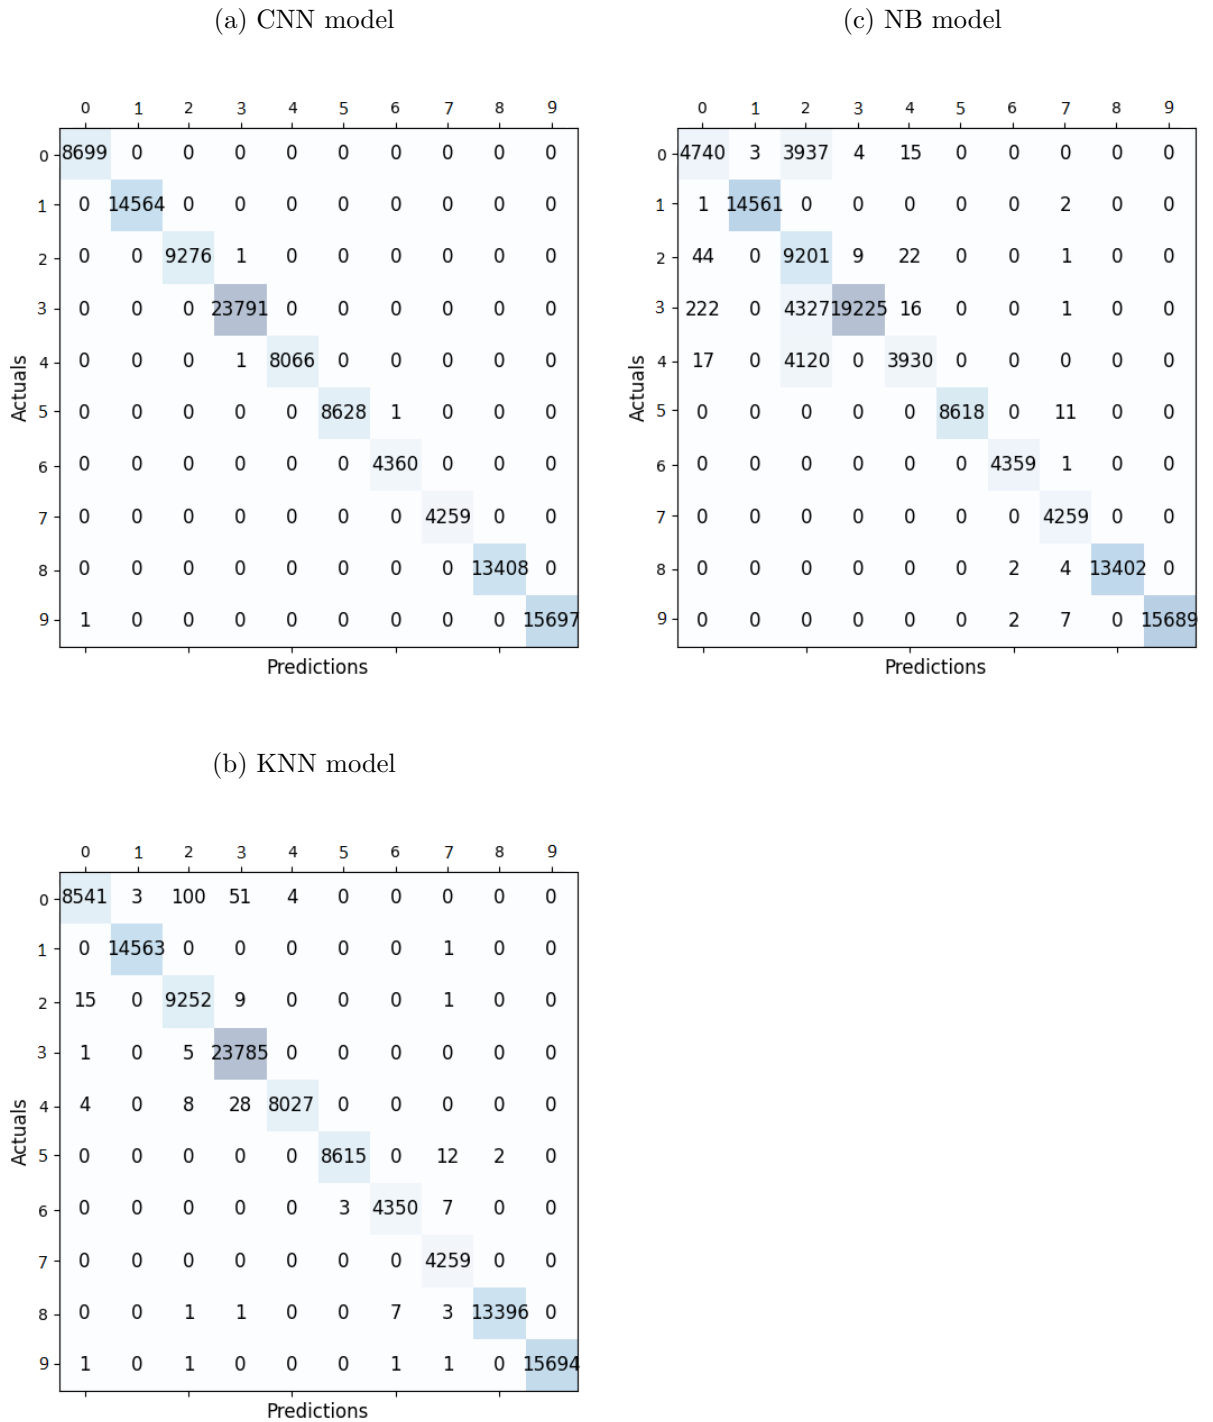 (a) CNN model
0 1 2 3 4 5 6 7 8 9
0 8699 0 0 0 0 0 0 0 0 0
1 0 14564 0 0 0 0 0 0 0 0
2 0 0 9276 1 0 0 0 0 0 0
3 0 0 0 23791 0 0 0 0 0 0
4 0 0 0 1 8066 0 0 0 0 0
5 0 0 0 0 0 8628 1 0 0 0
6 0 0 0 0 0 0 4360 0 0 0
7 0 0 0 0 0 0 0 4259 0 0
8 0 0 0 0 0 0 0 0 13408 0
9 1 0 0 0 0 0 0 0 0 15697
Actuals
Predictions
(c) NB model
0 1 2 3 4 5 6 7 8 9
0 4740 3 3937 4 15 0 0 0 0 0
1 1 14561 0 0 0 0 0 2 0 0
2 44 0 9201 9 22 0 0 1 0 0
3 222 0 4327 19225 16 0 0 1 0 0
4 17 0 4120 0 3930 0 0 0 0 0
5 0 0 0 0 0 8618 0 11 0 0
6 0 0 0 0 0 0 4359 1 0 0
7 0 0 0 0 0 0 0 4259 0 0
8 0 0 0 0 0 0 2 4 13402 0
9 0 0 0 0 0 0 2 7 0 15689
Actuals
Predictions
(b) KNN model
0 1 2 3 4 5 6 7 8 9
0 8541 3 100 51 4 0 0 0 0 0
1 0 14563 0 0 0 0 0 1 0 0
2 15 0 9252 9 0 0 0 1 0 0
3 1 0 5 23785 0 0 0 0 0 0
4 4 0 8 28 8027 0 0 0 0 0
5 0 0 0 0 0 8615 0 12 2 0
6 0 0 0 0 0 3 4350 7 0 0
7 0 0 0 0 0 0 0 4259 0 0
8 0 0 1 1 0 0 7 3 13396 0
9 1 0 1 0 0 0 1 1 0 15694
Actuals
Predictions